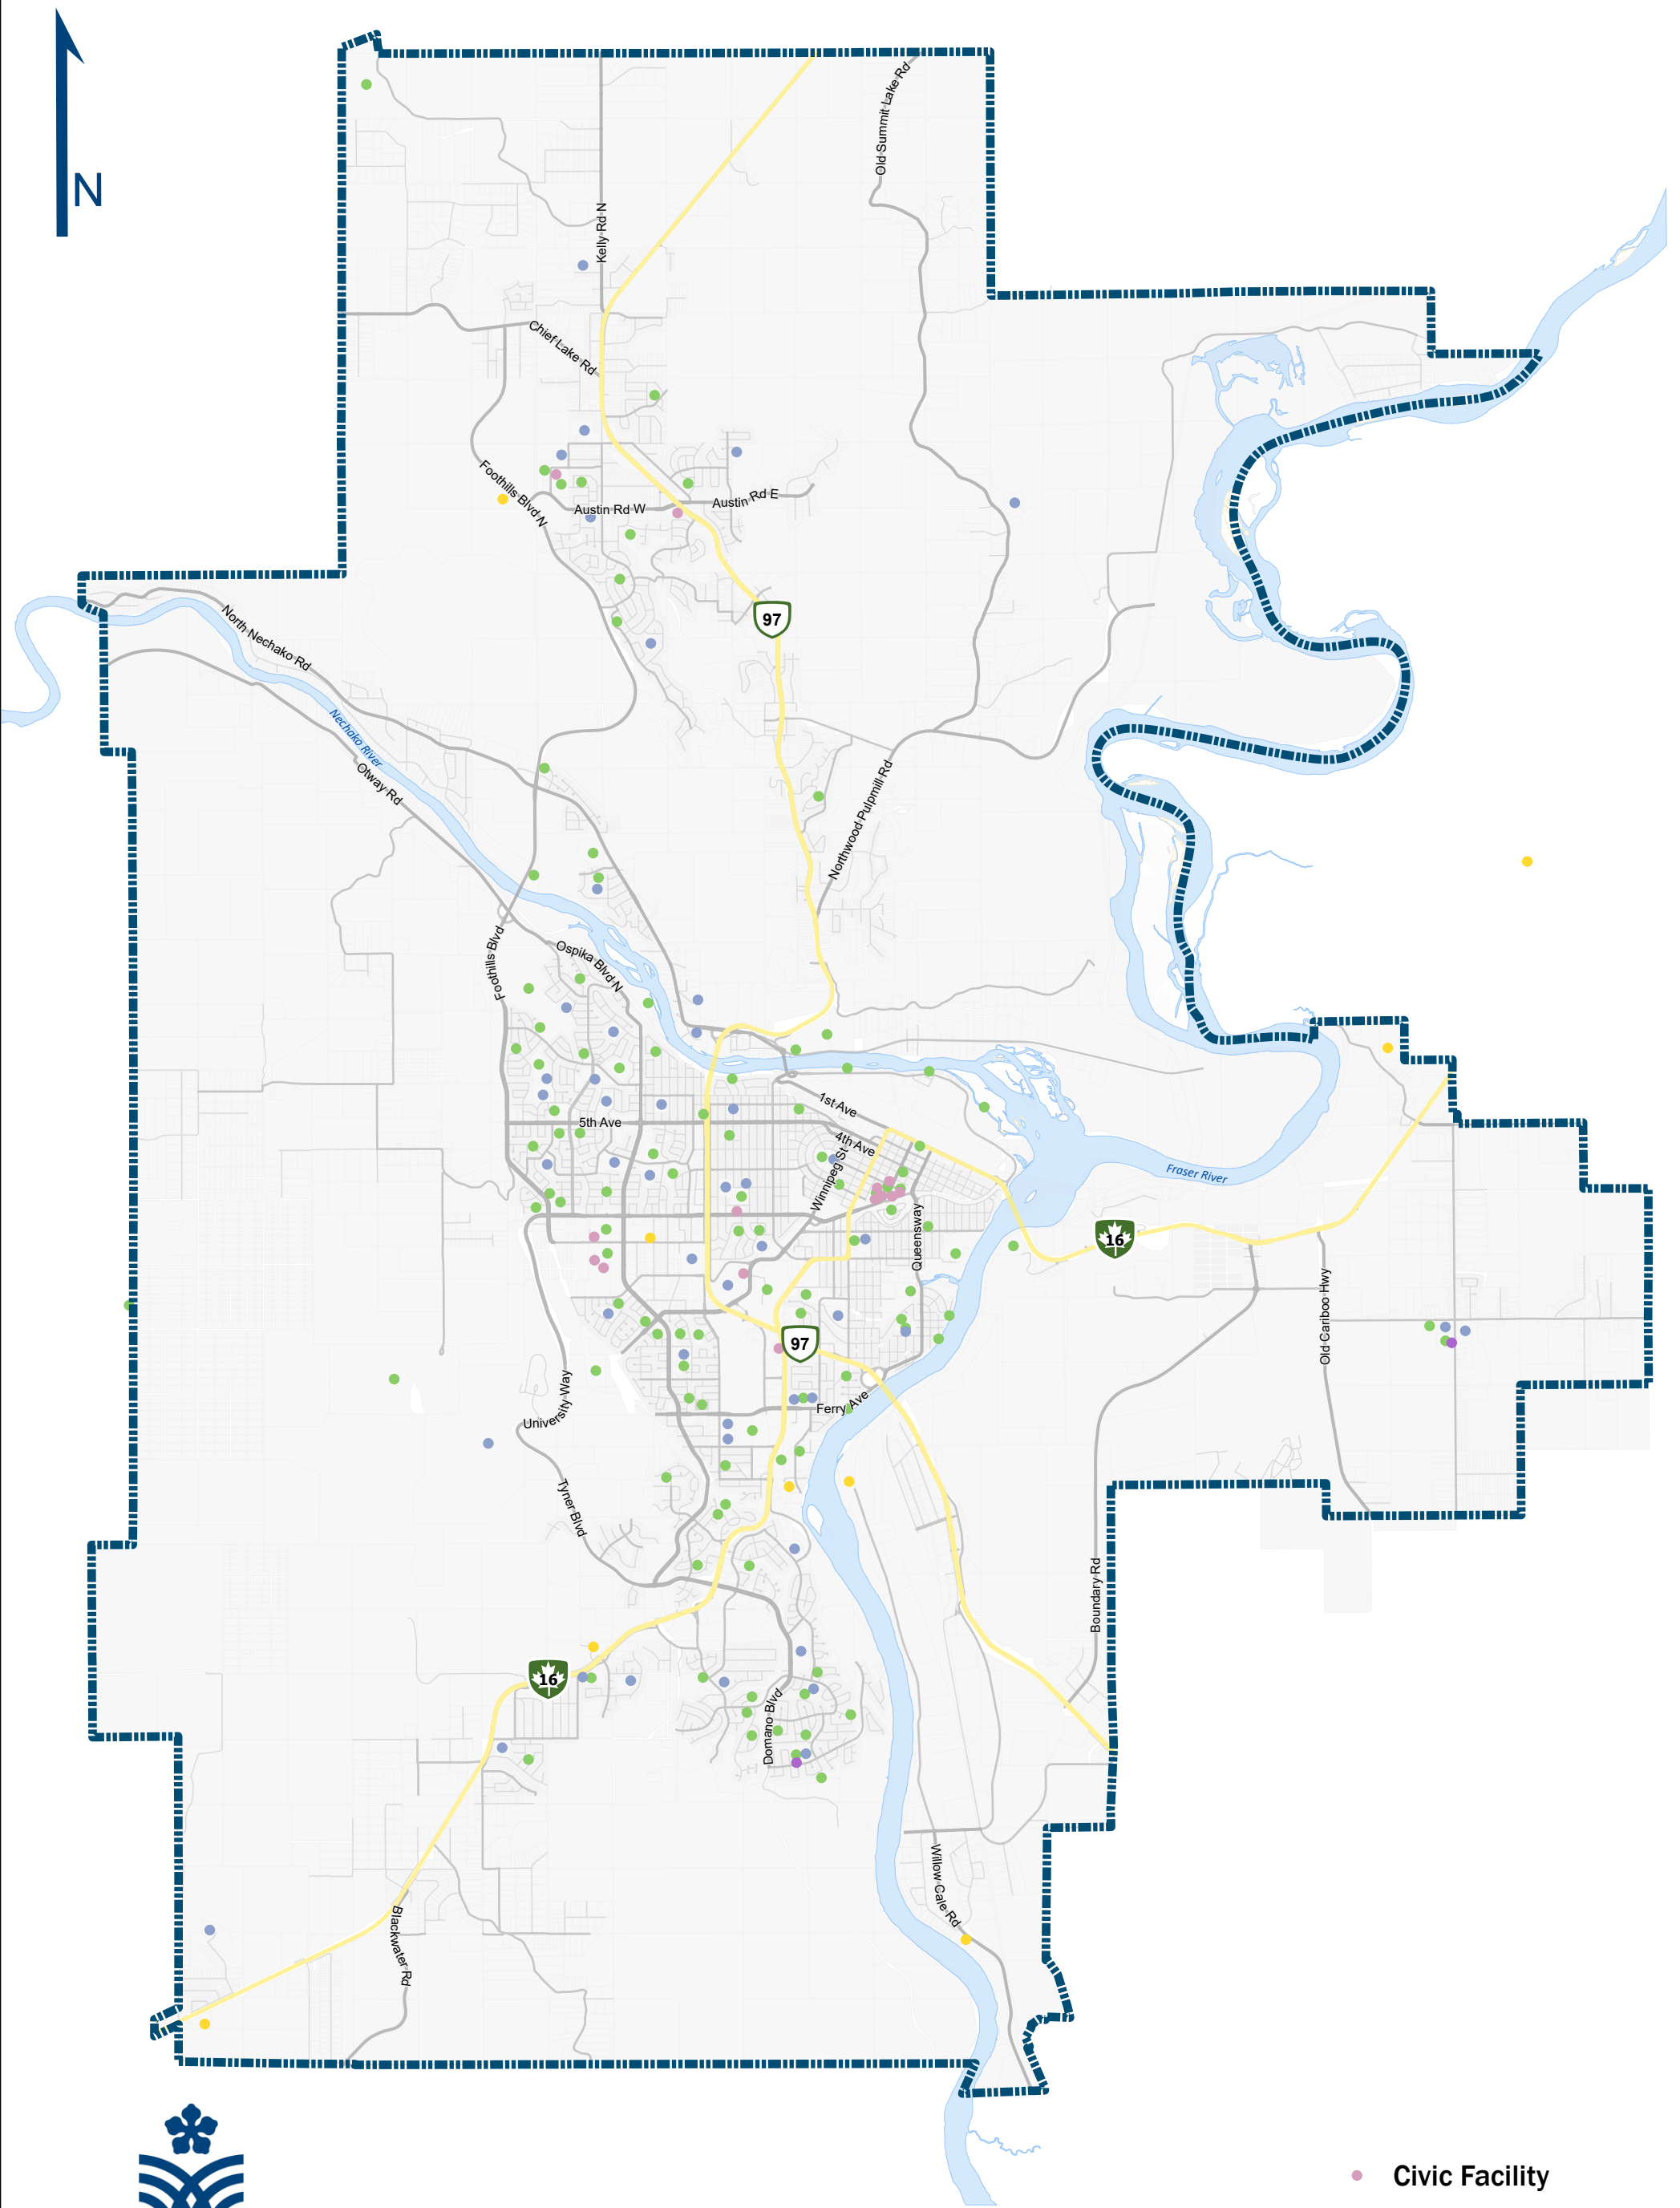 Old Summit Lake Rd
N
Kelly Rd N
Chief Lake Rd
Foothills Blvd N
Austin Rd E
Austin Rd W
97
North Nechako Rd
Nechako River
Otway Rd
Northwood Pulpmill Rd
Foothills Blvd
Ospika Blvd N
1st Ave
5th Ave
4th Ave
Winnipeg St
Fraser River
Queensway
16
Old Cariboo Hwy
97
University Way
Ferry Ave
Tyner Blvd
Boundary Rd
16
Domano Blvd
Willow Cale Rd
Blackwater Rd
Civic Facility